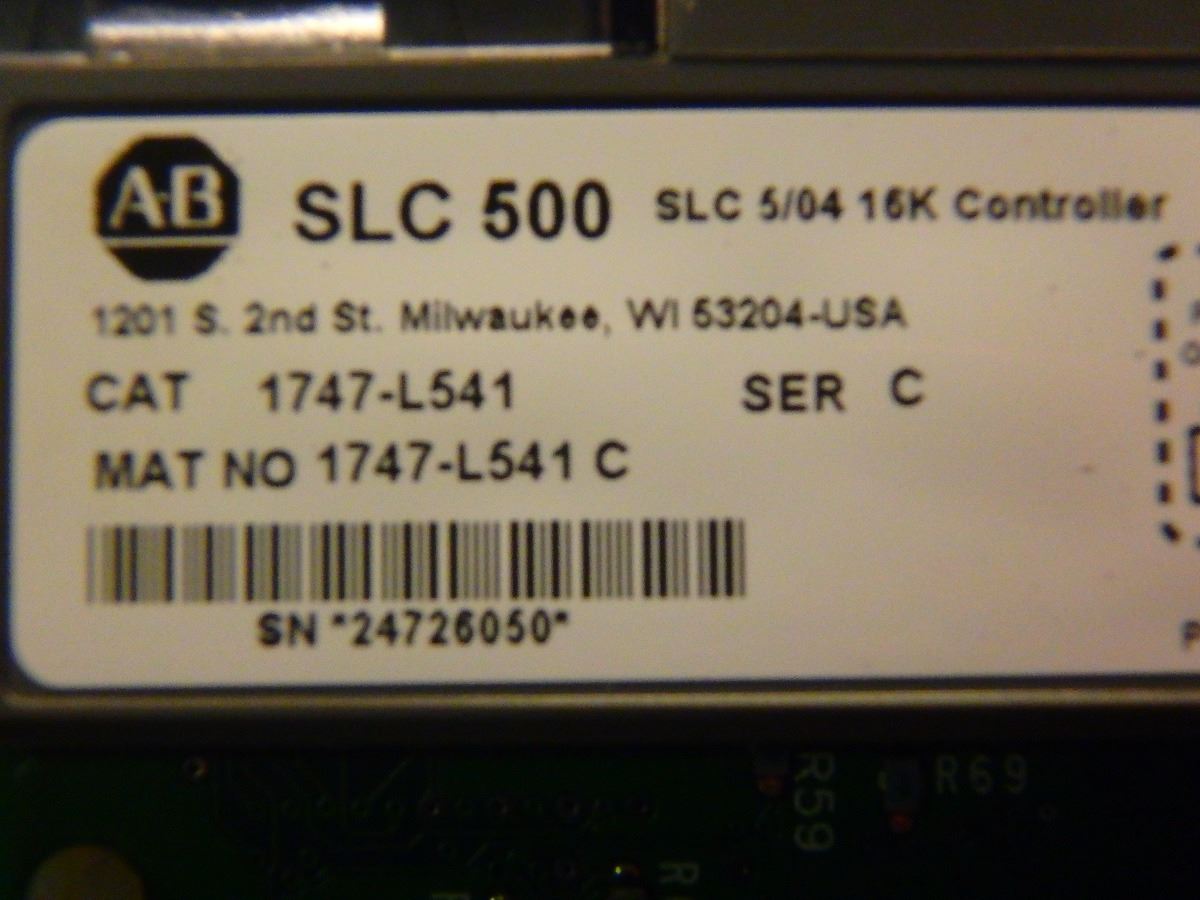 A-B
SLC 500 SLC 5/04 16K Controller
1201 S. 2nd St. Milwaukee, WI 53204-USA
CAT 1747-L541 SER C
MAT NO 1747-L541 C
SN "24726050"
R59
R69
R